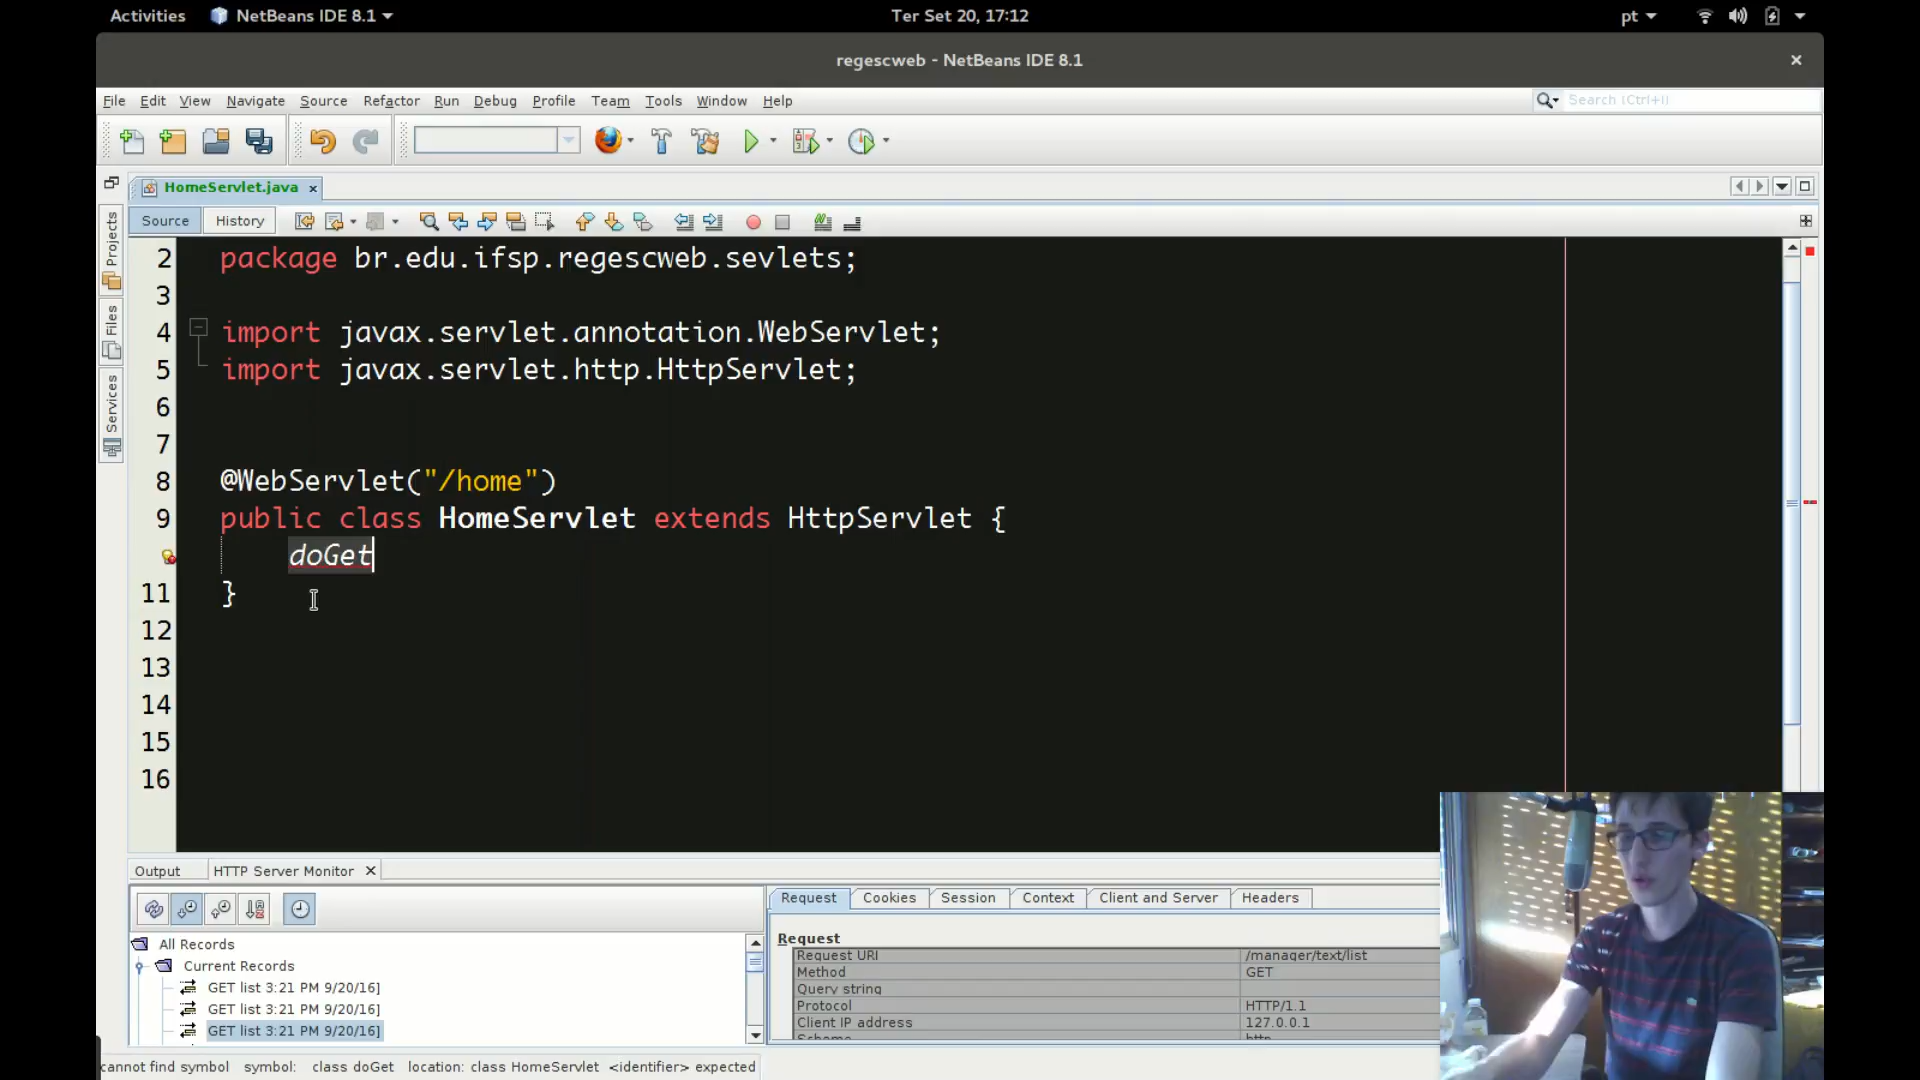 Activities NetBeans IDE 8.1 Ter Set 20, 17:12 pt
regescweb - NetBeans IDE 8.1
File Edit View Navigate Source Refactor Run Debug Profile Team Tools Window Help Search (Ctrl+I)
HomeServlet.java
Source History
Projects
Files
Services
2 package br.edu.ifsp.regescweb.sevlets;
3
4 import javax.servlet.annotation.WebServlet;
5 import javax.servlet.http.HttpServlet;
6
7
8 @WebServlet("/home")
9 public class HomeServlet extends HttpServlet {
doGet
11 }
12
13
14
15
16
Output HTTP Server Monitor
Request Cookies Session Context Client and Server Headers
All Records
Current Records
GET list 3:21 PM 9/20/16]
GET list 3:21 PM 9/20/16]
GET list 3:21 PM 9/20/16]
Request
Request URI /manager/text/list
Method GET
Query string
Protocol HTTP/1.1
Client IP address 127.0.0.1
Scheme http
cannot find symbol symbol: class doGet location: class HomeServlet <identifier> expected